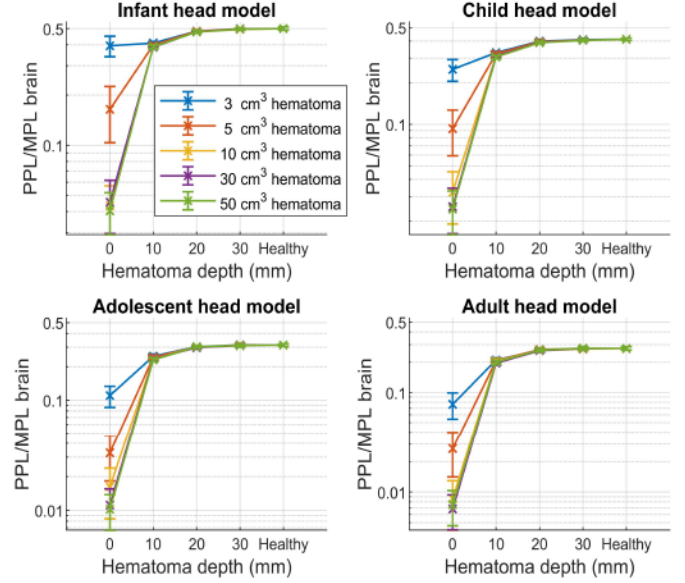 Infant head model
PPL/MPL brain
0.5
0.1
3 cm³ hematoma
5 cm³ hematoma
10 cm³ hematoma
30 cm³ hematoma
50 cm³ hematoma
0 10 20 30 Healthy
Hematoma depth (mm)
Child head model
PPL/MPL brain
0.5
0.1
0 10 20 30 Healthy
Hematoma depth (mm)
Adolescent head model
PPL/MPL brain
0.5
0.1
0.01
0 10 20 30 Healthy
Hematoma depth (mm)
Adult head model
PPL/MPL brain
0.5
0.1
0.01
0 10 20 30 Healthy
Hematoma depth (mm)